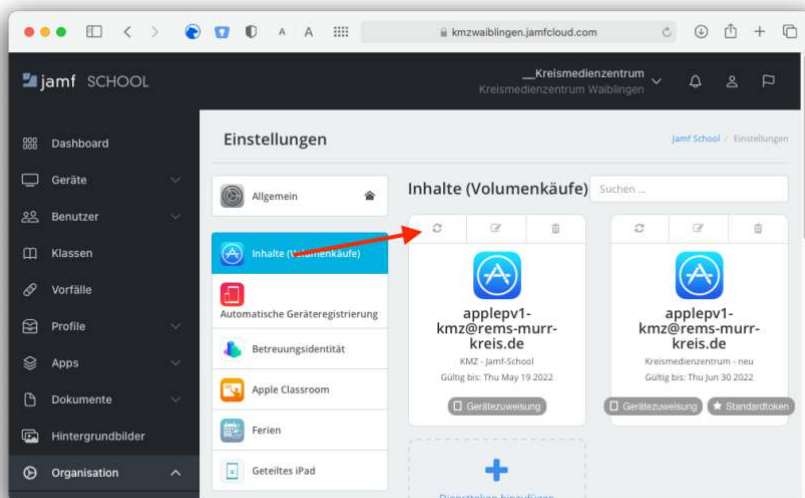 A A
kmzwaiblingen.jamfcloud.com
jamf SCHOOL
__Kreismedienzentrum
Kreismedienzentrum Waiblingen
Dashboard
Geräte
Benutzer
Klassen
Vorfälle
Profile
Apps
Dokumente
Hintergrundbilder
Organisation
Einstellungen
Jamf School / Einstellungen
Allgemein
Inhalte (Volumenkäufe)
Automatische Geräteregistrierung
Betreuungsidentität
Apple Classroom
Ferien
Geteiltes iPad
Inhalte (Volumenkäufe)
Suchen ...
applepv1-
kmz@rems-murr-
kreis.de
KMZ - Jamf-School
Gültig bis: Thu May 19 2022
Gerätezuweisung
applepv1-
kmz@rems-murr-
kreis.de
Kreismedienzentrum - neu
Gültig bis: Thu Jun 30 2022
Gerätezuweisung
Standardtoken
Diensttoken hinzufügen